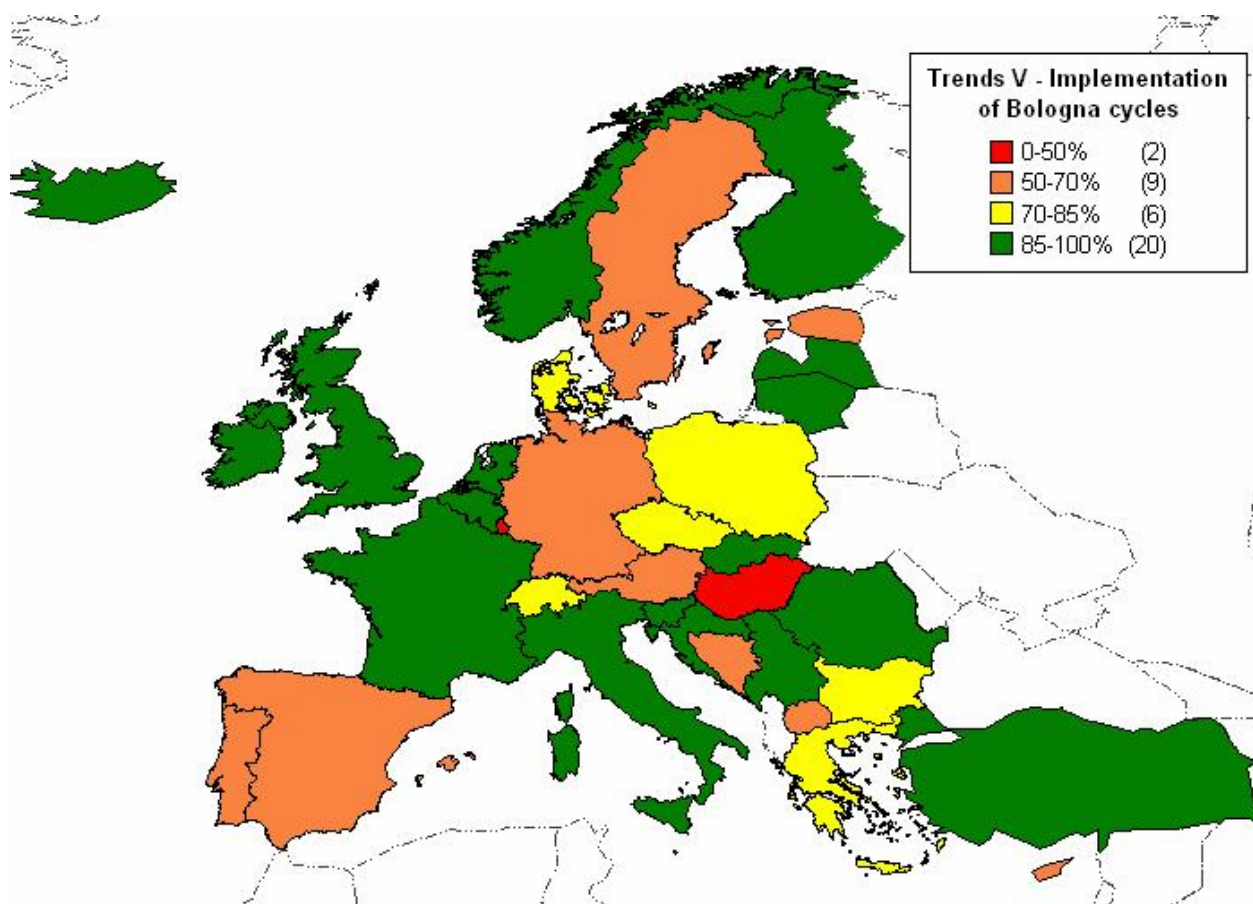 Trends V - Implementation
of Bologna cycles
0-50% (2)
50-70% (9)
70-85% (6)
85-100% (20)